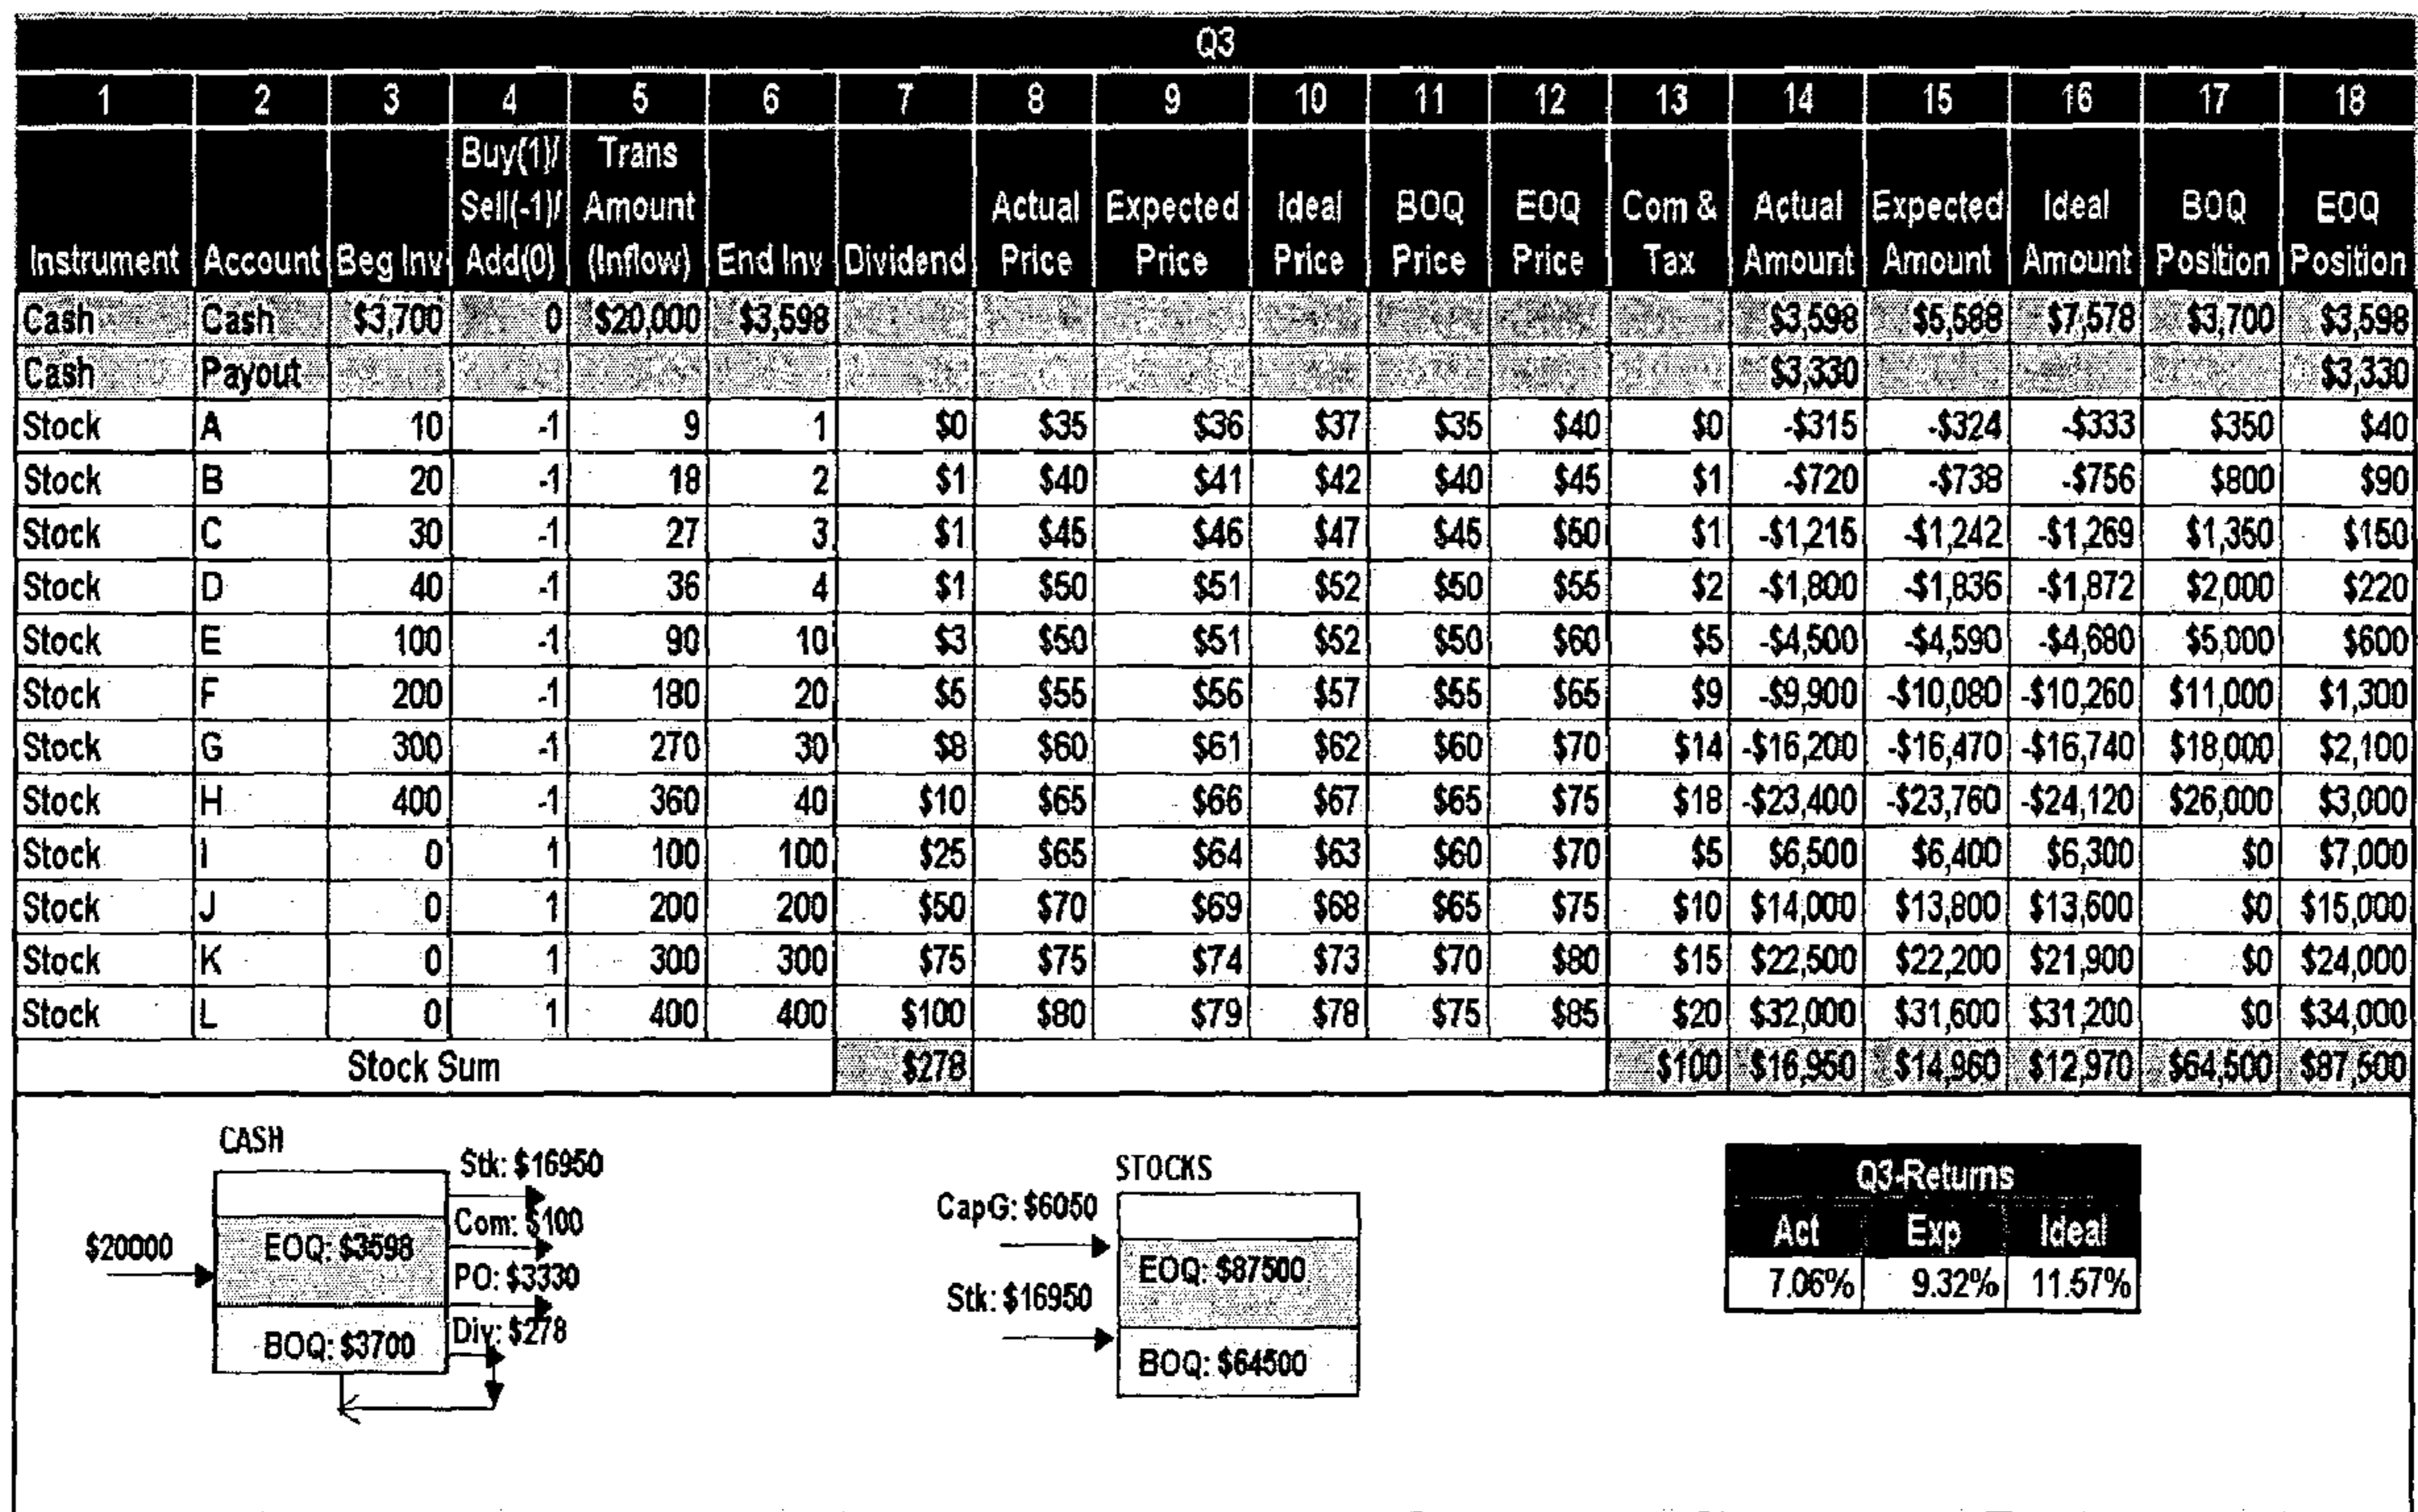 Q3
1 2 3 4 5 6 7 8 9 10 11 12 13 14 15 16 17 18
Instrument Account Beg Inv Buy(1)/ Sell(-1)/ Add(0) Trans Amount (Inflow) End Inv Dividend Actual Price Expected Price Ideal Price BOQ Price EOQ Price Com & Tax Actual Amount Expected Amount Ideal Amount BOQ Position EOQ Position
Cash Cash $3,700 0 $20,000 $3,598 $3,598 $5,588 $7,578 $3,700 $3,598
Cash Payout $3,330 $3,330
Stock A 10 -1 9 1 $0 $35 $36 $37 $35 $40 $0 -$315 -$324 -$333 $350 $40
Stock B 20 -1 18 2 $1 $40 $41 $42 $40 $45 $1 -$720 -$738 -$756 $800 $90
Stock C 30 -1 27 3 $1 $45 $46 $47 $45 $50 $1 -$1,215 -$1,242 -$1,269 $1,350 $150
Stock D 40 -1 36 4 $1 $50 $51 $52 $50 $55 $2 -$1,800 -$1,836 -$1,872 $2,000 $220
Stock E 100 -1 90 10 $3 $50 $51 $52 $50 $60 $5 -$4,500 -$4,590 -$4,680 $5,000 $600
Stock F 200 -1 180 20 $5 $55 $56 $57 $55 $65 $9 -$9,900 -$10,080 -$10,260 $11,000 $1,300
Stock G 300 -1 270 30 $8 $60 $61 $62 $60 $70 $14 -$16,200 -$16,470 -$16,740 $18,000 $2,100
Stock H 400 -1 360 40 $10 $65 $66 $67 $65 $75 $18 -$23,400 -$23,760 -$24,120 $26,000 $3,000
Stock I 0 1 100 100 $25 $65 $64 $63 $60 $70 $5 $6,500 $6,400 $6,300 $0 $7,000
Stock J 0 1 200 200 $50 $70 $69 $68 $65 $75 $10 $14,000 $13,800 $13,600 $0 $15,000
Stock K 0 1 300 300 $75 $75 $74 $73 $70 $80 $15 $22,500 $22,200 $21,900 $0 $24,000
Stock L 0 1 400 400 $100 $80 $79 $78 $75 $85 $20 $32,000 $31,600 $31,200 $0 $34,000
Stock Sum $278 $100 $16,950 $14,960 $12,970 $64,500 $87,500
CASH
$20000
EOQ: $3598
BOQ: $3700
Stk: $16950
Com: $100
PO: $3330
Div: $278
STOCKS
CapG: $6050
Stk: $16950
EOQ: $87500
BOQ: $64500
Q3-Returns
Act Exp Ideal
7.06% 9.32% 11.57%